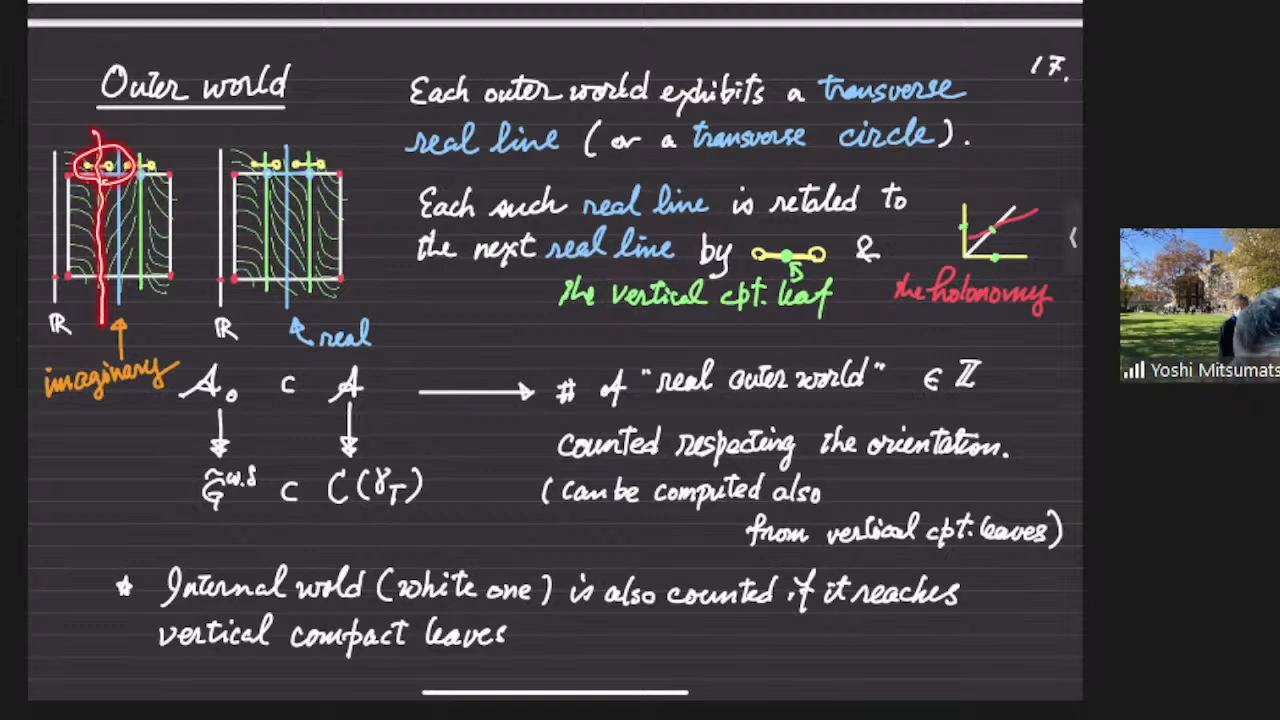 17.
Outer world
Each outer world exhibits a transverse
real line (or a transverse circle).
Each such real line is retaled to
the next real line by &
the vertical cpt. leaf
the holonomy
ℝ
ℝ
real
imaginary
A₀ ⊂ A → # of "real outer world" ∈ ℤ
counted respecting the orientation.
G̃^{w.δ} ⊂ C(γ_T)
(can be computed also
from vertical cpt. leaves)
* Internal wold (white one) is also counted if it reaches
vertical compact leaves
Yoshi Mitsumats